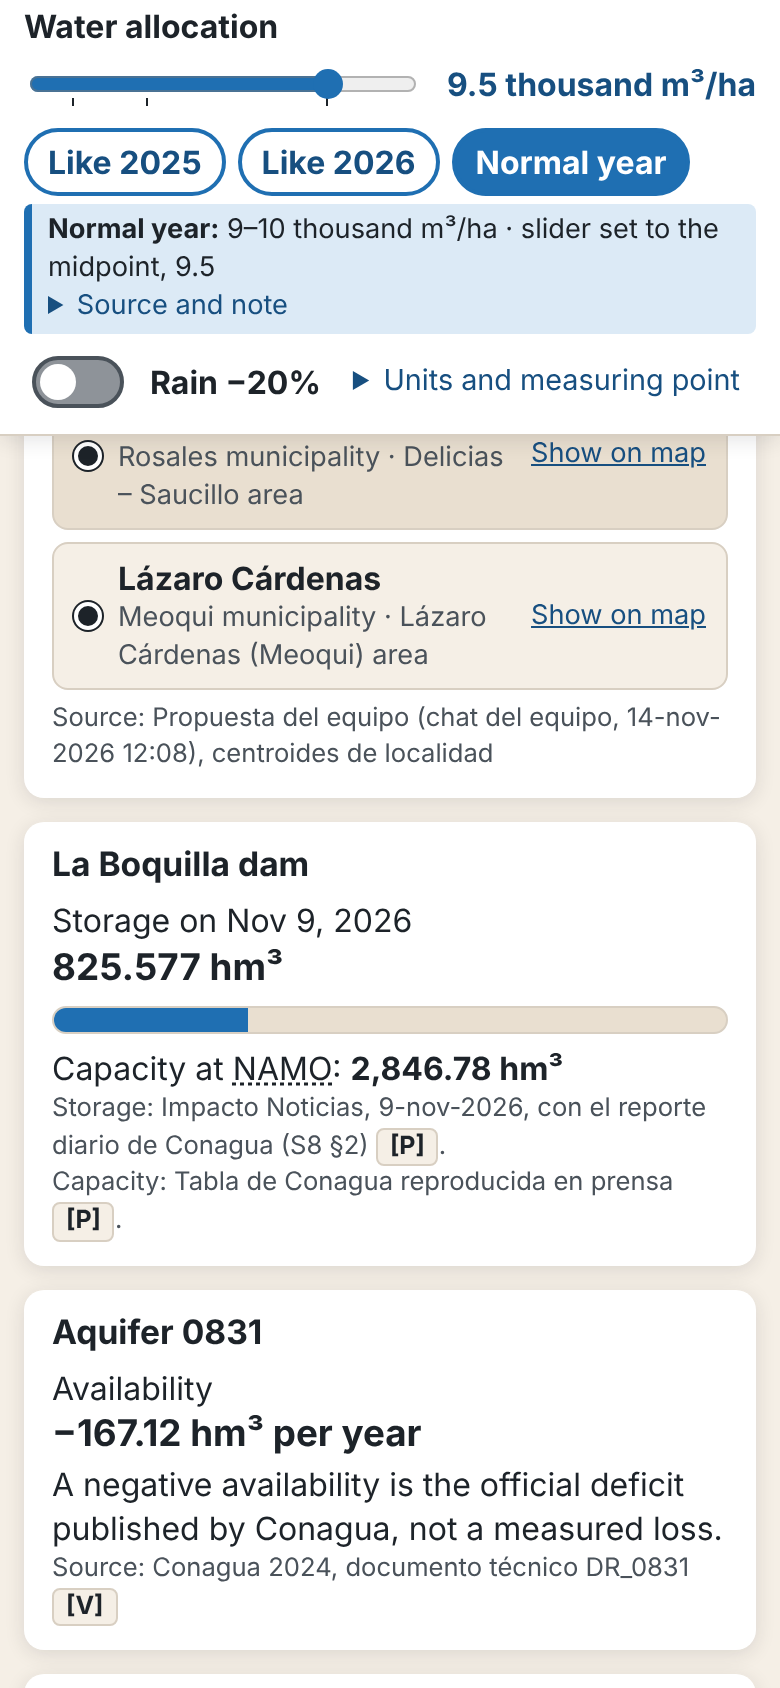 Water allocation
9.5 thousand m³/ha
Like 2025
Like 2026
Normal year
Normal year: 9–10 thousand m³/ha · slider set to the
midpoint, 9.5
Source and note
Rain −20%
Units and measuring point
Rosales municipality · Delicias
– Saucillo area
Show on map
Lázaro Cárdenas
Meoqui municipality · Lázaro
Cárdenas (Meoqui) area
Show on map
Source: Propuesta del equipo (chat del equipo, 14-nov-
2026 12:08), centroides de localidad
La Boquilla dam
Storage on Nov 9, 2026
825.577 hm³
Capacity at NAMO: 2,846.78 hm³
Storage: Impacto Noticias, 9-nov-2026, con el reporte
diario de Conagua (S8 §2) [P].
Capacity: Tabla de Conagua reproducida en prensa
[P].
Aquifer 0831
Availability
−167.12 hm³ per year
A negative availability is the official deficit
published by Conagua, not a measured loss.
Source: Conagua 2024, documento técnico DR_0831
[V]